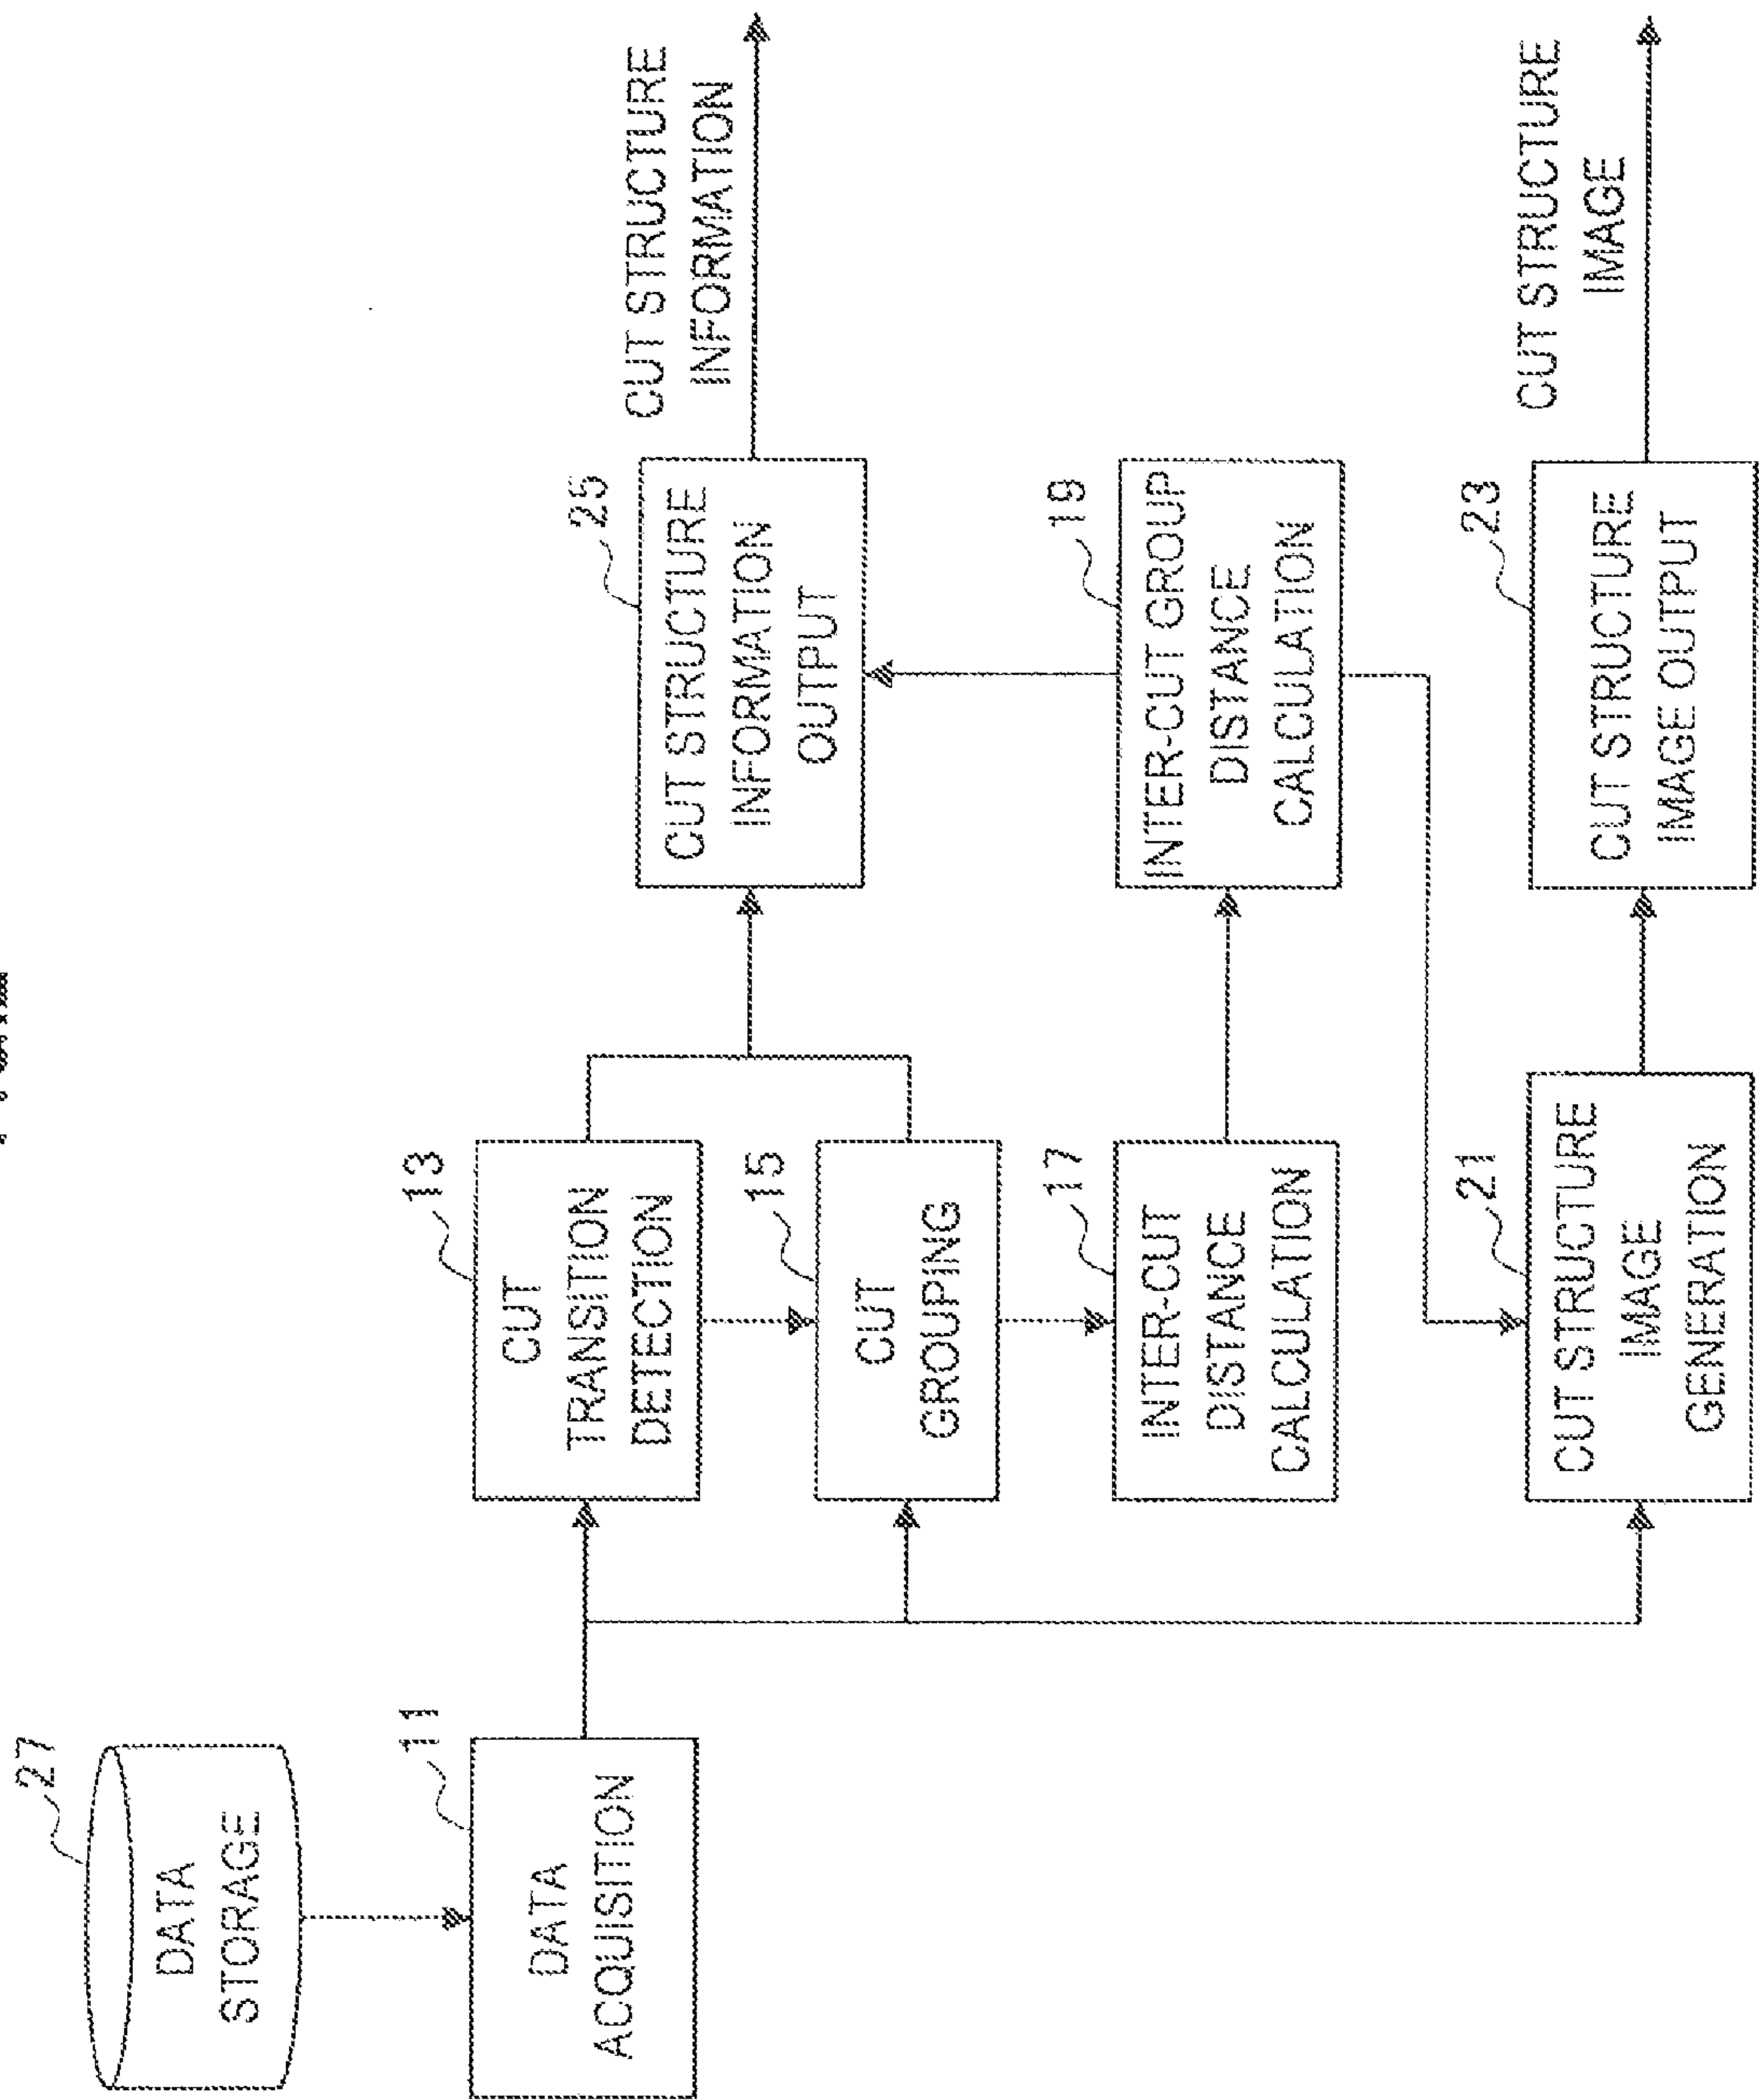 27
DATA
STORAGE
11
DATA
ACQUISITION
13
CUT
TRANSITION
DETECTION
15
CUT
GROUPING
17
INTER-CUT
DISTANCE
CALCULATION
21
CUT STRUCTURE
IMAGE
GENERATION
25
CUT STRUCTURE
INFORMATION
OUTPUT
19
INTER-CUT GROUP
DISTANCE
CALCULATION
23
CUT STRUCTURE
IMAGE OUTPUT
CUT STRUCTURE
INFORMATION
CUT STRUCTURE
IMAGE